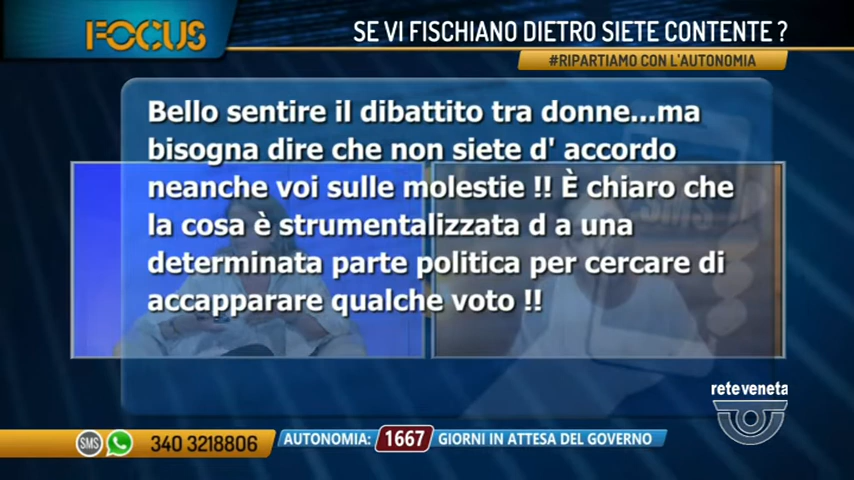 FOCUS
SE VI FISCHIANO DIETRO SIETE CONTENTE ?
#RIPARTIAMO CON L'AUTONOMIA
Bello sentire il dibattito tra donne...ma
bisogna dire che non siete d' accordo
neanche voi sulle molestie !! È chiaro che
la cosa è strumentalizzata d a una
determinata parte politica per cercare di
accapparare qualche voto !!
SMS
reteveneta
SMS 340 3218806
AUTONOMIA: 1667 GIORNI IN ATTESA DEL GOVERNO